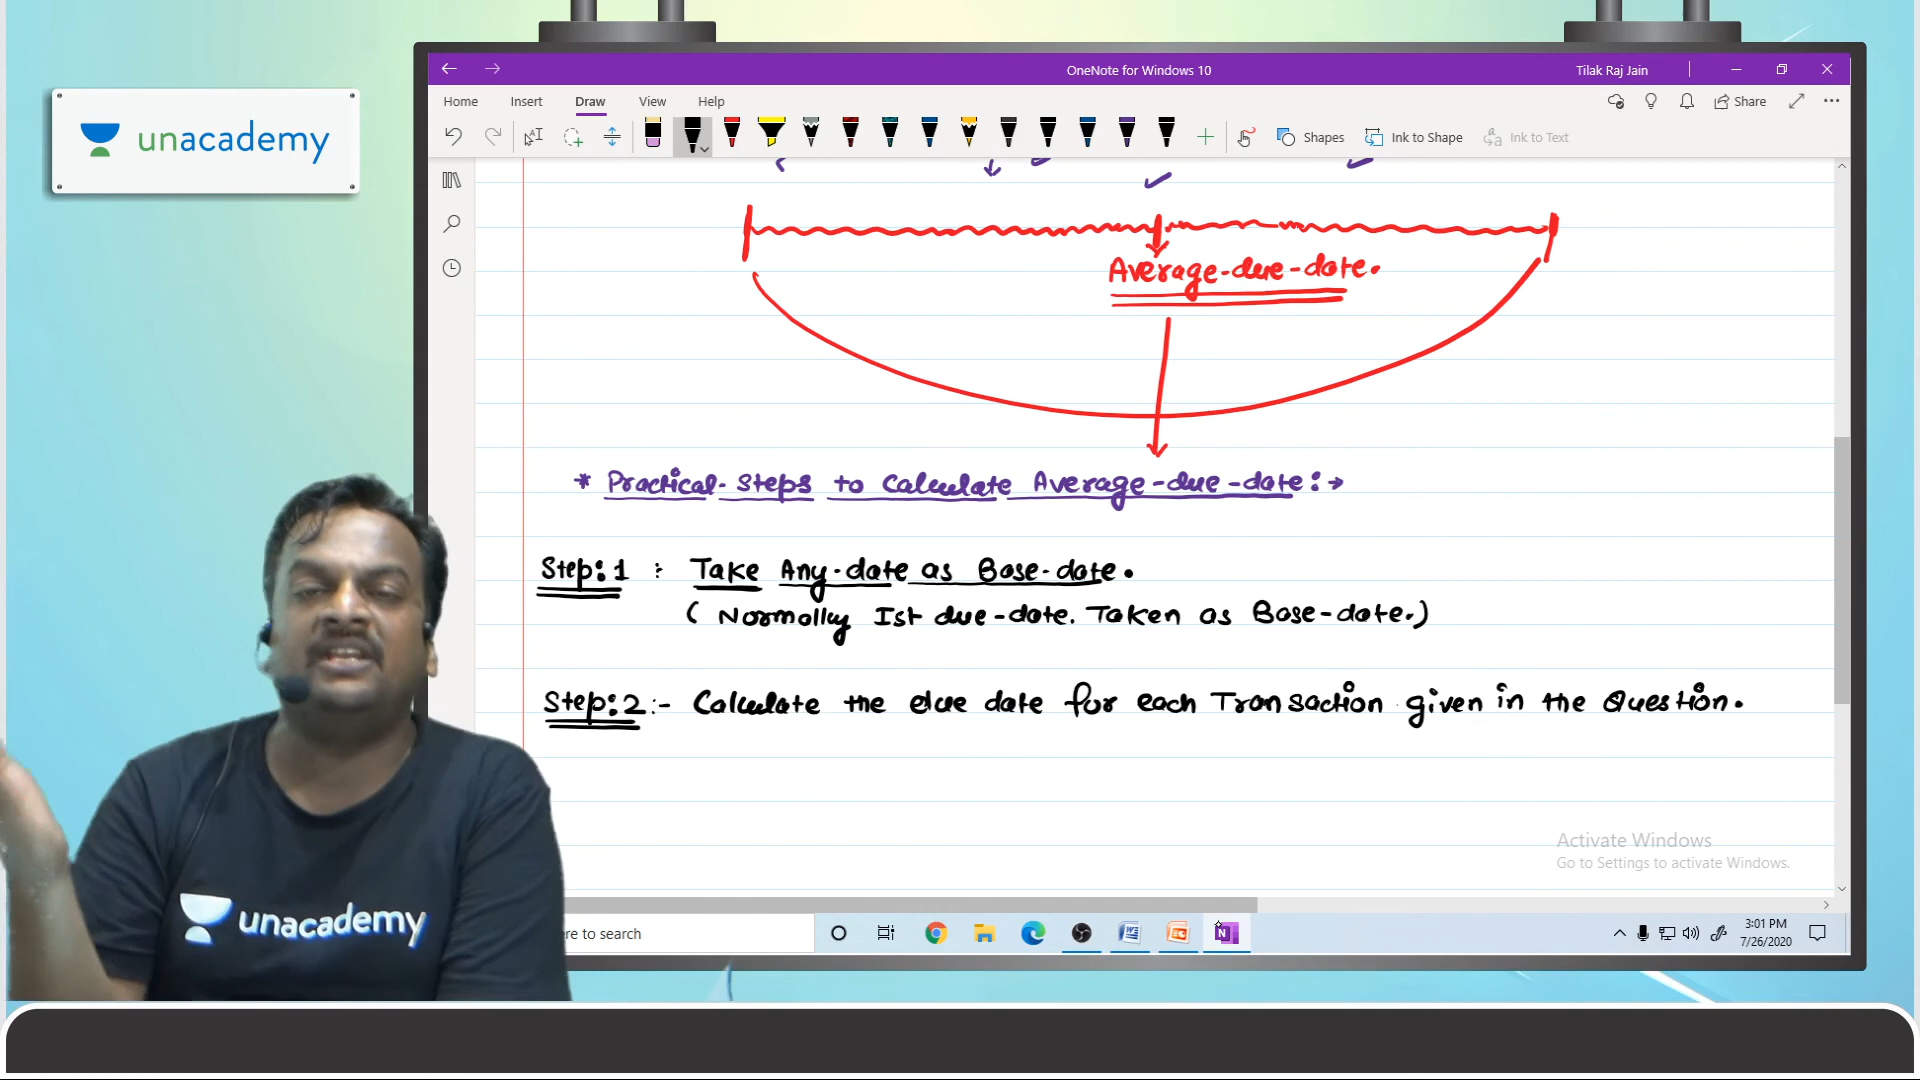 unacademy
OneNote for Windows 10
Tilak Raj Jain
Home Insert Draw View Help
Share
Shapes
Ink to Shape
Ink to Text
Average-due-date.
* Practical steps to calculate Average-due-date:→
Step:1 : Take Any-date as Base-date.
( Normally Ist due-date. Taken as Base-date.)
Step:2 :- Calculate the due date for each Transaction given in the Question.
Activate Windows
Go to Settings to activate Windows.
unacademy
ere to search
3:01 PM
7/26/2020